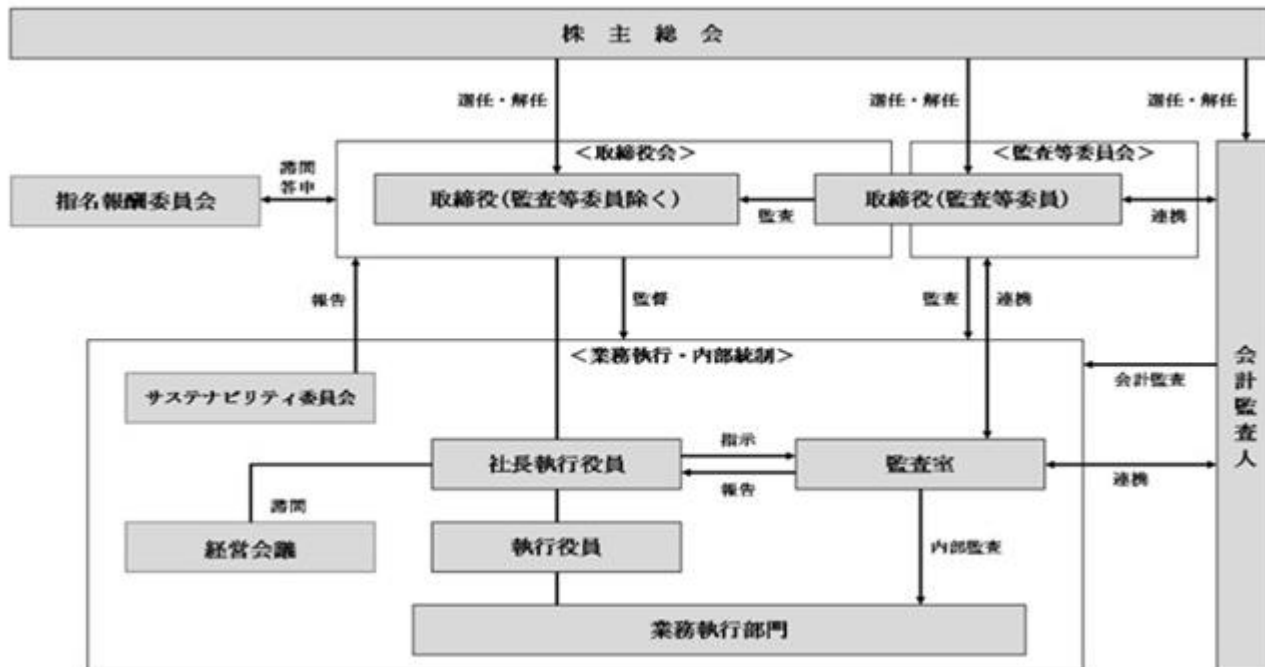 株主総会
選任・解任
選任・解任
選任・解任
＜取締役会＞
＜監査等委員会＞
諮問
答申
指名報酬委員会
取締役(監査等委員除く)
監査
取締役(監査等委員)
連携
報告
監督
監査
連携
＜業務執行・内部統制＞
会計監査
会計監査人
サステナビリティ委員会
社長執行役員
指示
報告
監査室
連携
諮問
経営会議
執行役員
内部監査
業務執行部門